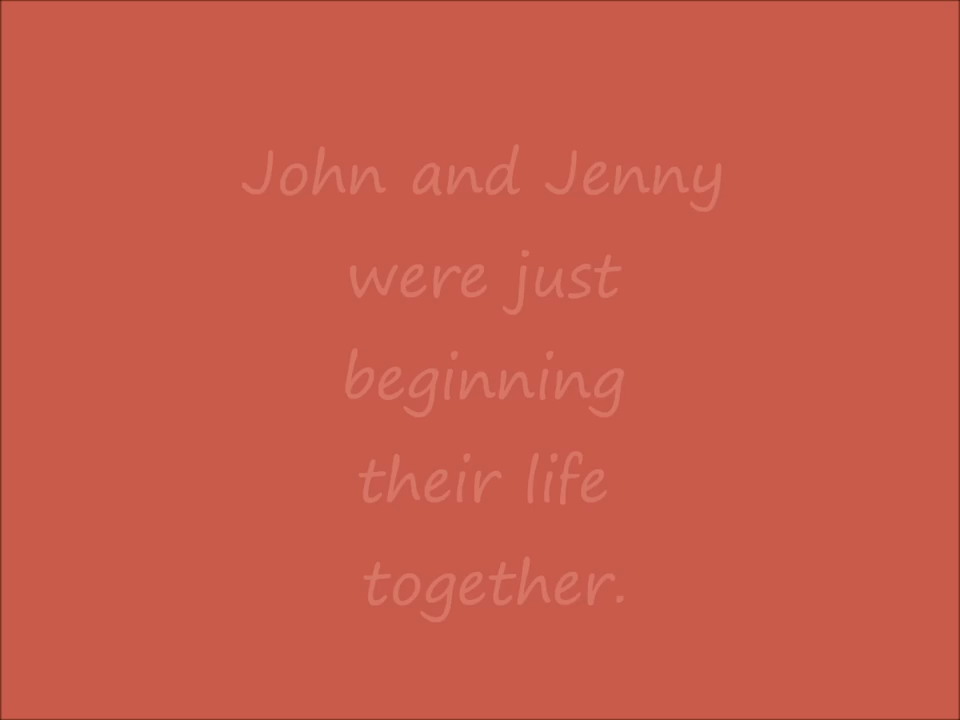 John and Jenny
were just
beginning
their life
together.